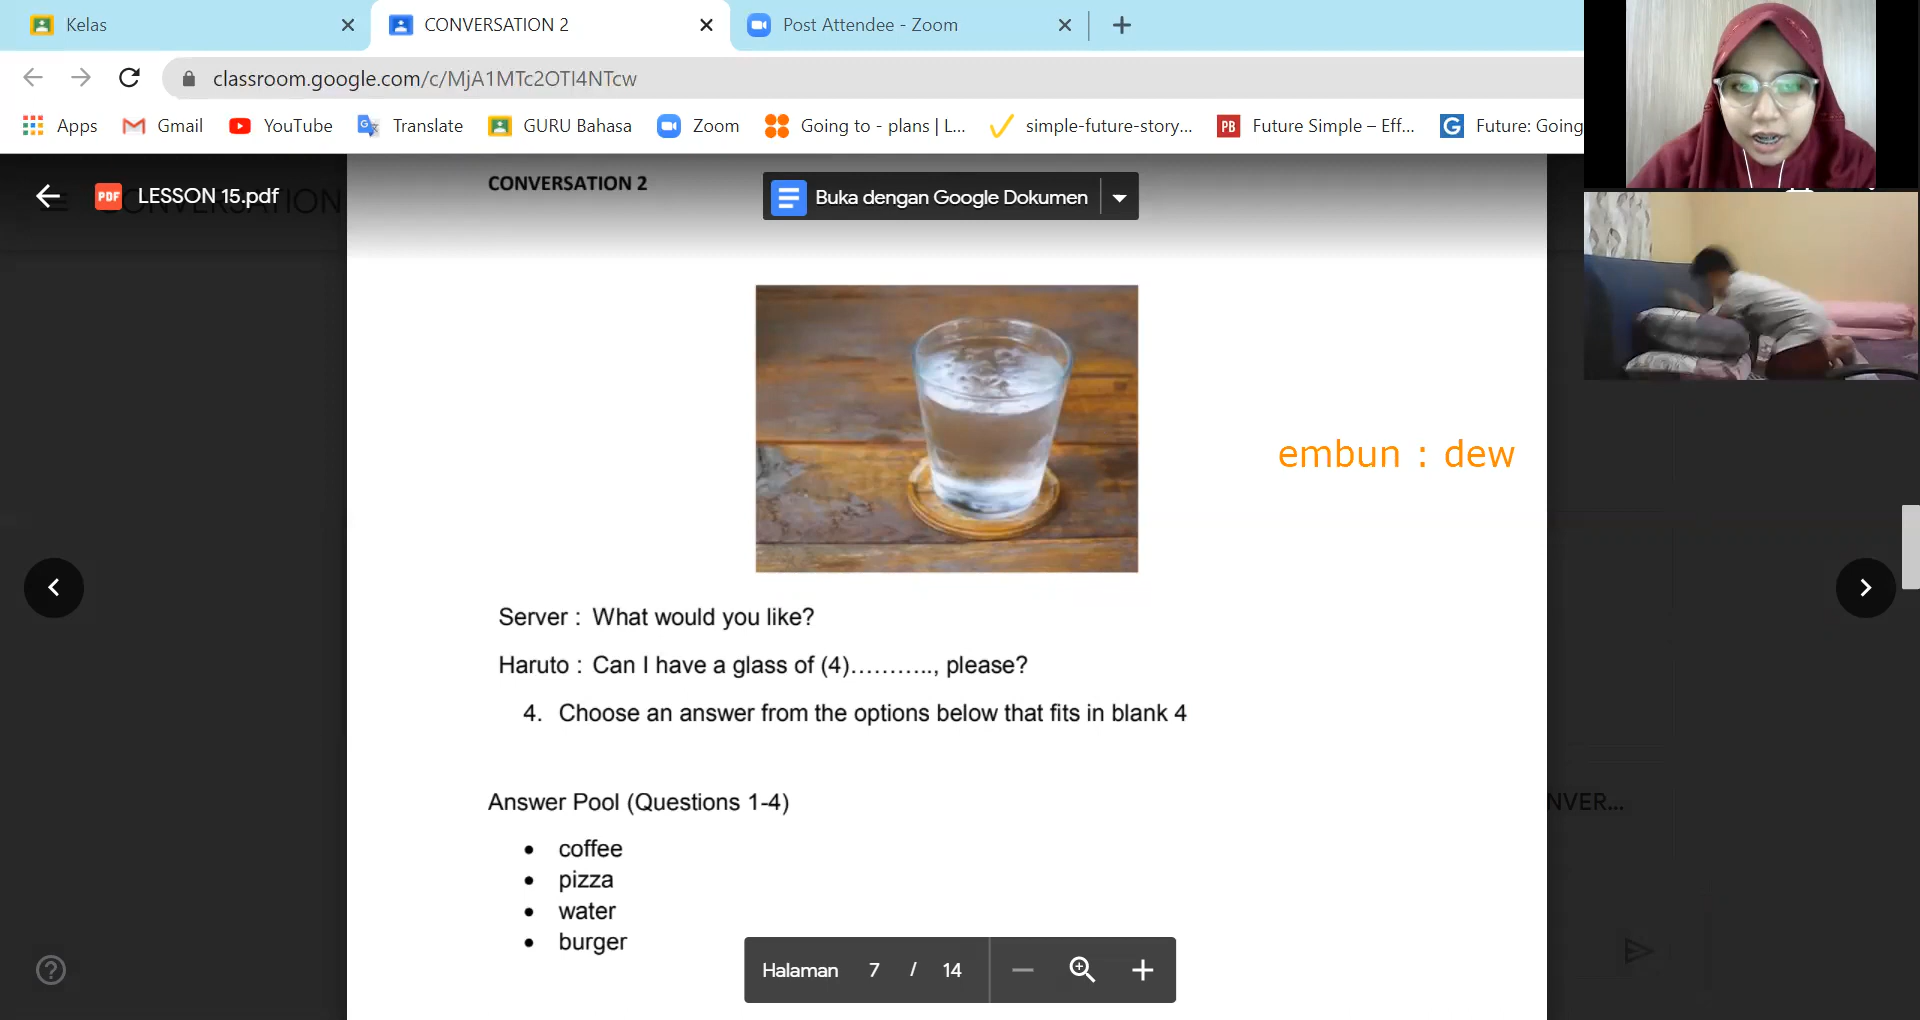 Kelas
CONVERSATION 2
Post Attendee - Zoom
classroom.google.com/c/MjA1MTc2OTI4NTcw
Apps
Gmail
YouTube
Translate
GURU Bahasa
Zoom
Going to - plans | L...
simple-future-story...
PB
Future Simple – Eff...
Future: Going
PDF
LESSON 15.pdf
CONVERSATION 2
Buka dengan Google Dokumen
embun : dew
Server : What would you like?
Haruto : Can I have a glass of (4)……….., please?
4. Choose an answer from the options below that fits in blank 4
Answer Pool (Questions 1-4)
NVER...
• coffee
• pizza
• water
• burger
Halaman 7 / 14